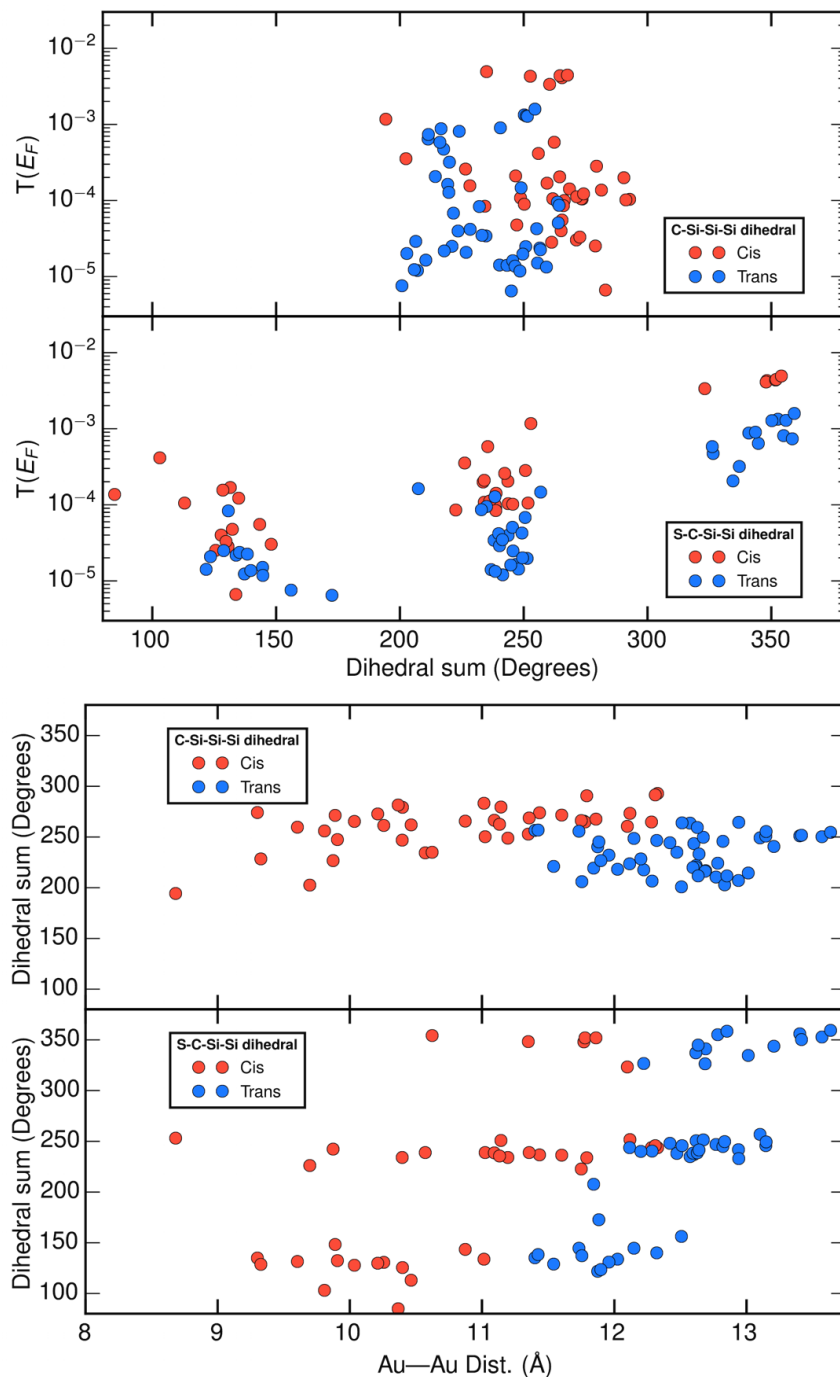 10⁻²
10⁻³
10⁻⁴
10⁻⁵
T(E_F)
C-Si-Si-Si dihedral
Cis
Trans
10⁻²
10⁻³
10⁻⁴
10⁻⁵
T(E_F)
S-C-Si-Si dihedral
Cis
Trans
100 150 200 250 300 350
Dihedral sum (Degrees)
350
300
250
200
150
100
Dihedral sum (Degrees)
C-Si-Si-Si dihedral
Cis
Trans
350
300
250
200
150
100
Dihedral sum (Degrees)
S-C-Si-Si dihedral
Cis
Trans
8 9 10 11 12 13
Au—Au Dist. (Å)